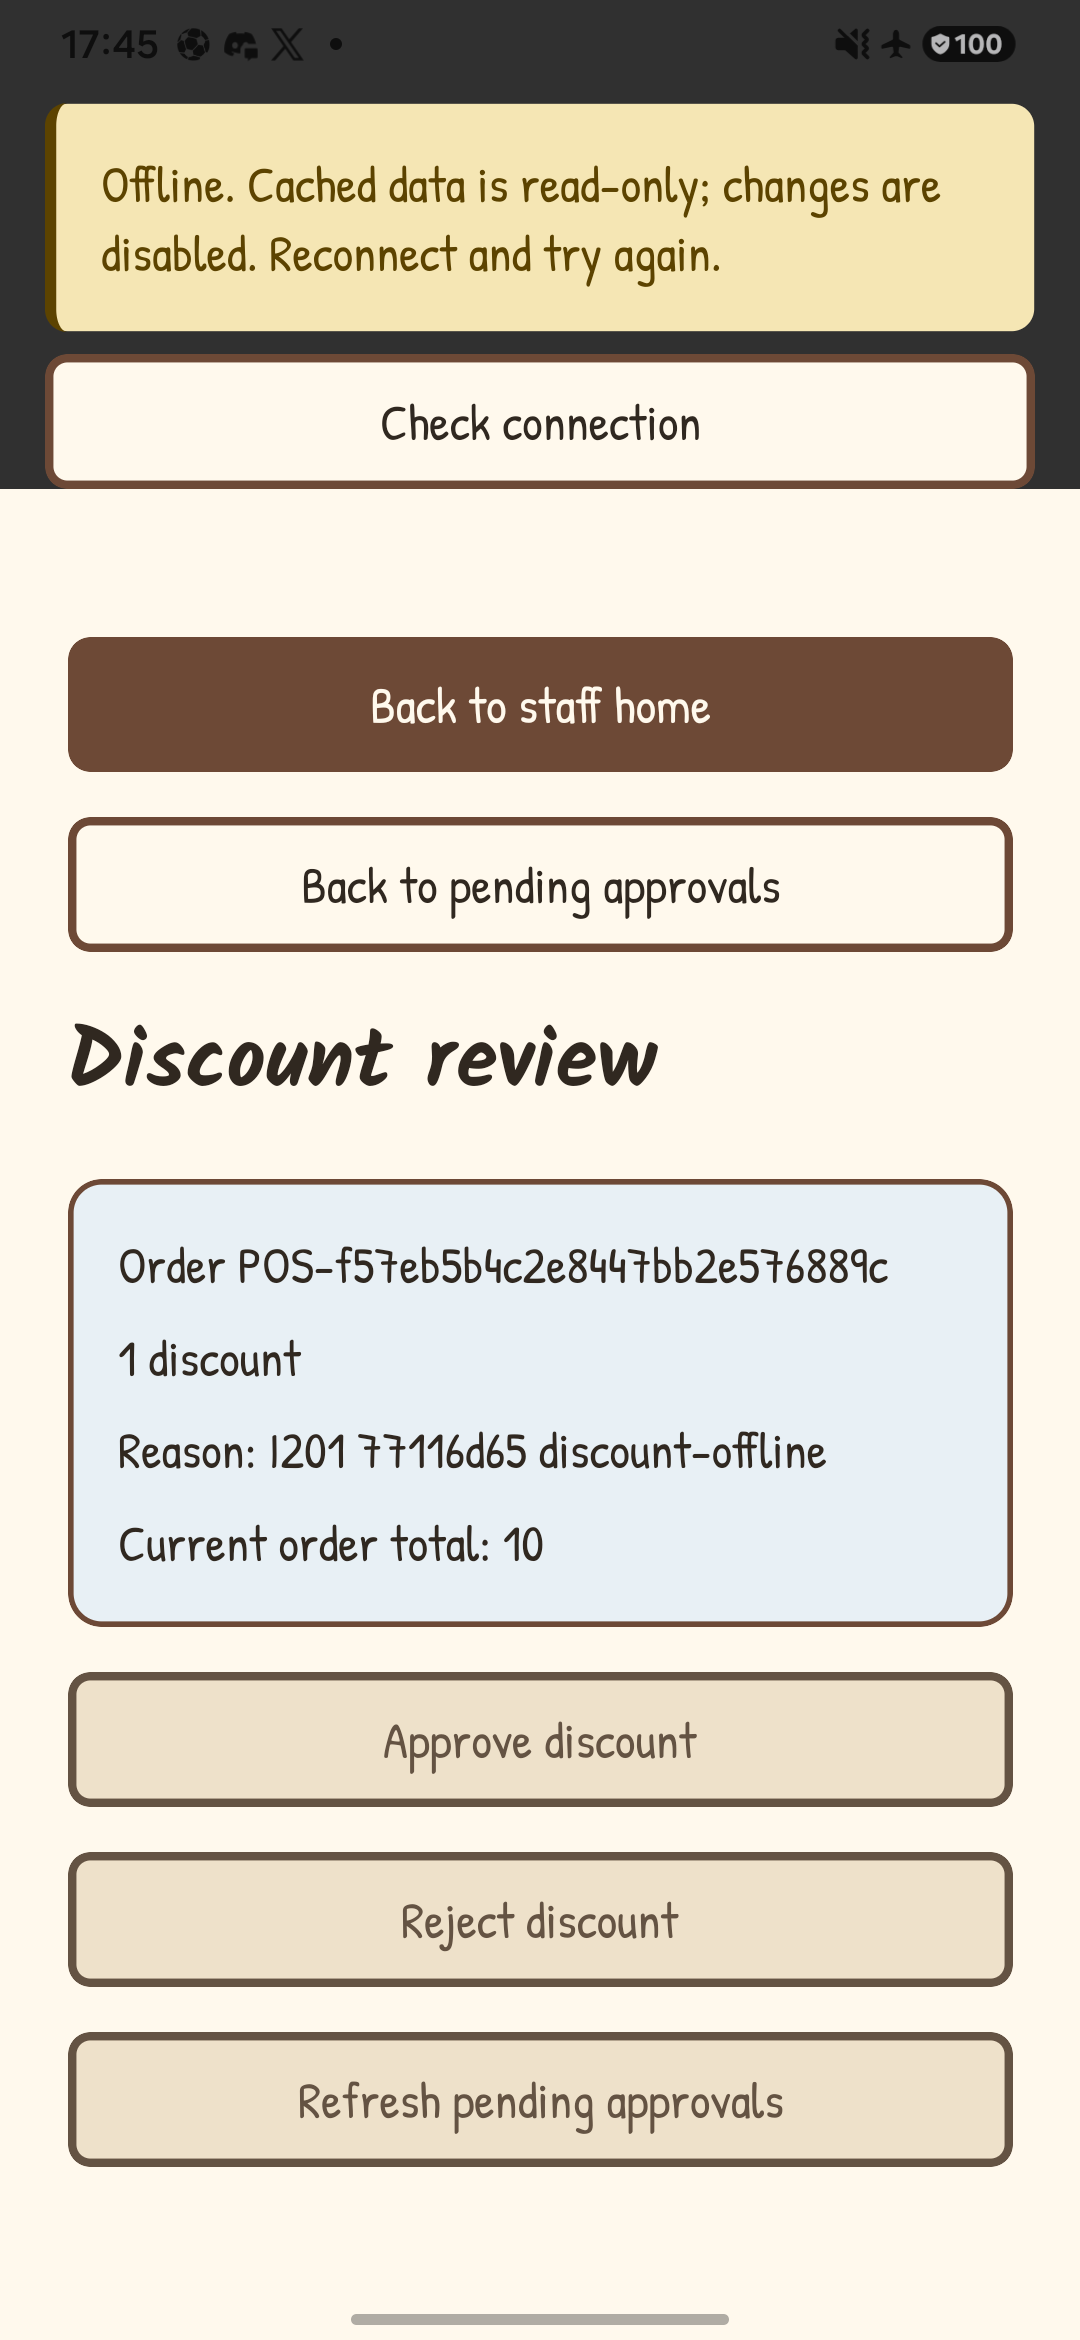 17:45
100
Offline. Cached data is read-only; changes are
disabled. Reconnect and try again.
Check connection
Back to staff home
Back to pending approvals
Discount review
Order POS-f57eb5b4c2e8447bb2e576889c
1 discount
Reason: I201 77116d65 discount-offline
Current order total: 10
Approve discount
Reject discount
Refresh pending approvals